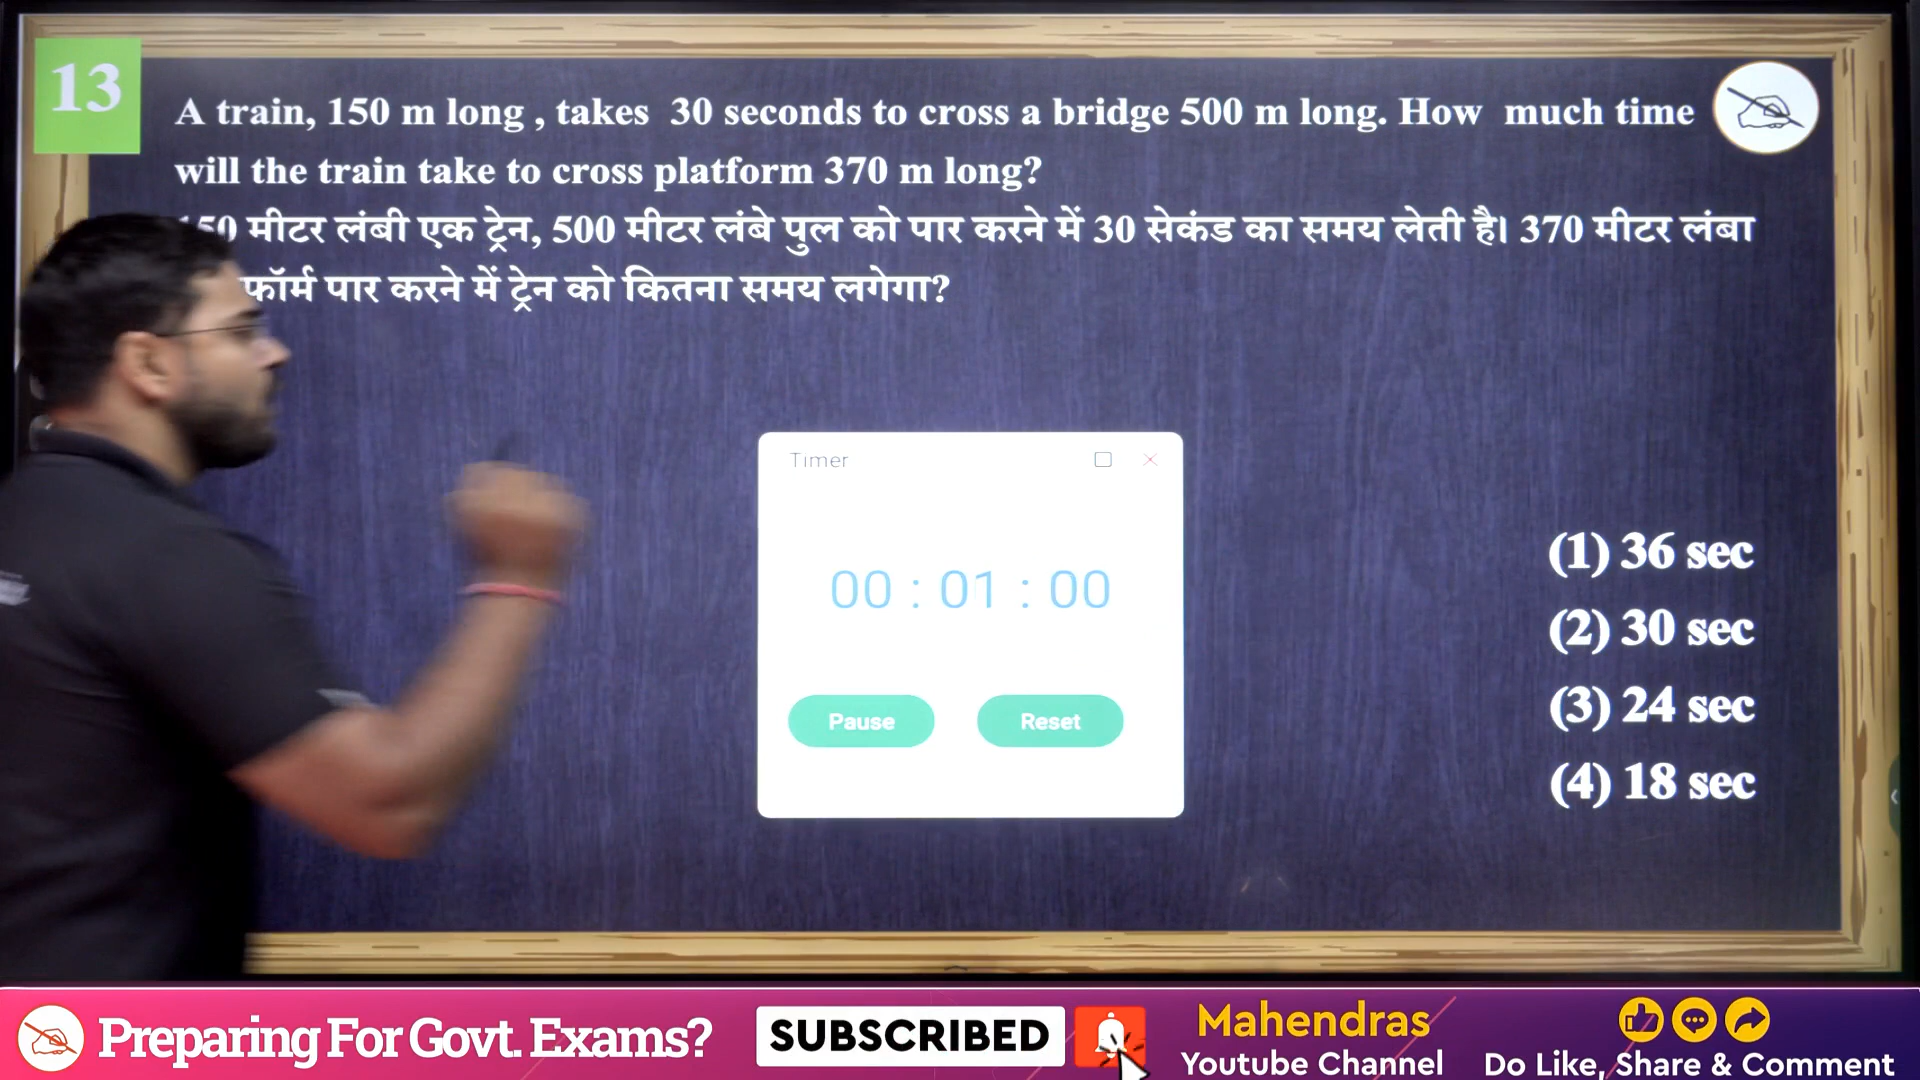 13
A train, 150 m long , takes 30 seconds to cross a bridge 500 m long. How much time
will the train take to cross platform 370 m long?
मीटर लंबी एक ट्रेन, 500 मीटर लंबे पुल को पार करने में 30 सेकंड का समय लेती है। 370 मीटर लंबा
फॉर्म पार करने में ट्रेन को कितना समय लगेगा?
Timer
00 : 01 : 00
Pause
Reset
(1) 36 sec
(2) 30 sec
(3) 24 sec
(4) 18 sec
Preparing For Govt. Exams?
SUBSCRIBED
Mahendras
Youtube Channel
Do Like, Share & Comment